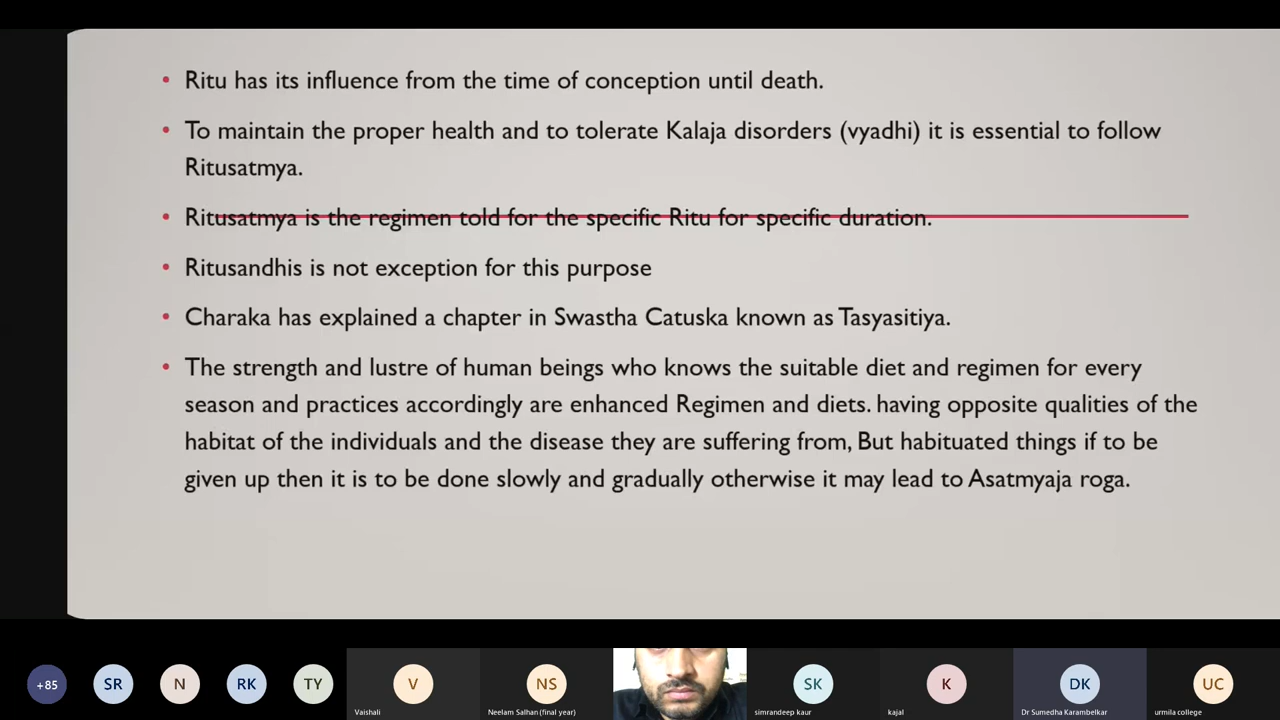 • Ritu has its influence from the time of conception until death.
• To maintain the proper health and to tolerate Kalaja disorders (vyadhi) it is essential to follow
Ritusatmya.
• Ritusatmya is the regimen told for the specific Ritu for specific duration.
• Ritusandhis is not exception for this purpose
• Charaka has explained a chapter in Swastha Catuska known as Tasyasitiya.
• The strength and lustre of human beings who knows the suitable diet and regimen for every
season and practices accordingly are enhanced Regimen and diets. having opposite qualities of the
habitat of the individuals and the disease they are suffering from, But habituated things if to be
given up then it is to be done slowly and gradually otherwise it may lead to Asatmyaja roga.
+85 SR N RK TY V NS SK K DK UC
Vaishali Neelam Salhan (final year) simrandeep kaur kajal Dr Sumedha Karambelkar urmila college